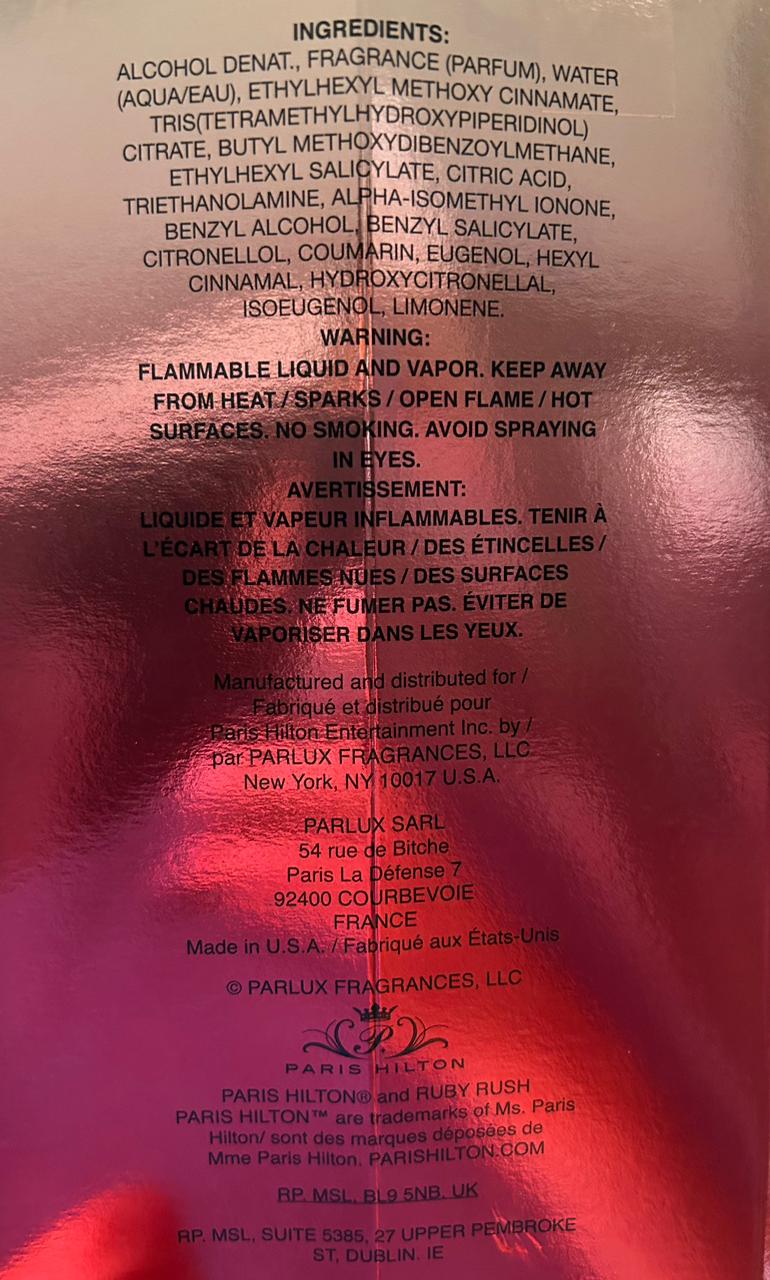 INGREDIENTS:
ALCOHOL DENAT., FRAGRANCE (PARFUM), WATER
(AQUA/EAU), ETHYLHEXYL METHOXY CINNAMATE,
TRIS(TETRAMETHYLHYDROXYPIPERIDINOL)
CITRATE, BUTYL METHOXYDIBENZOYLMETHANE,
ETHYLHEXYL SALICYLATE, CITRIC ACID,
TRIETHANOLAMINE, ALPHA-ISOMETHYL IONONE,
BENZYL ALCOHOL, BENZYL SALICYLATE,
CITRONELLOL, COUMARIN, EUGENOL, HEXYL
CINNAMAL, HYDROXYCITRONELLAL,
ISOEUGENOL, LIMONENE.
WARNING:
FLAMMABLE LIQUID AND VAPOR. KEEP AWAY
FROM HEAT / SPARKS / OPEN FLAME / HOT
SURFACES. NO SMOKING. AVOID SPRAYING
IN EYES.
AVERTISSEMENT:
LIQUIDE ET VAPEUR INFLAMMABLES. TENIR À
L'ÉCART DE LA CHALEUR / DES ÉTINCELLES /
DES FLAMMES NUES / DES SURFACES
CHAUDES. NE FUMER PAS. ÉVITER DE
VAPORISER DANS LES YEUX.
Manufactured and distributed for /
Fabriqué et distribué pour
Paris Hilton Entertainment Inc. by /
par PARLUX FRAGRANCES, LLC
New York, NY 10017 U.S.A.
PARLUX SARL
54 rue de Bitche
Paris La Défense 7
92400 COURBEVOIE
FRANCE
Made in U.S.A. / Fabriqué aux États-Unis
© PARLUX FRAGRANCES, LLC
P.
PARIS HILTON
PARIS HILTON® and RUBY RUSH
PARIS HILTON™ are trademarks of Ms. Paris
Hilton/ sont des marques déposées de
Mme Paris Hilton. PARISHILTON.COM
RP. MSL, BL9 5NB. UK
RP. MSL, SUITE 5385, 27 UPPER PEMBROKE
ST, DUBLIN. IE